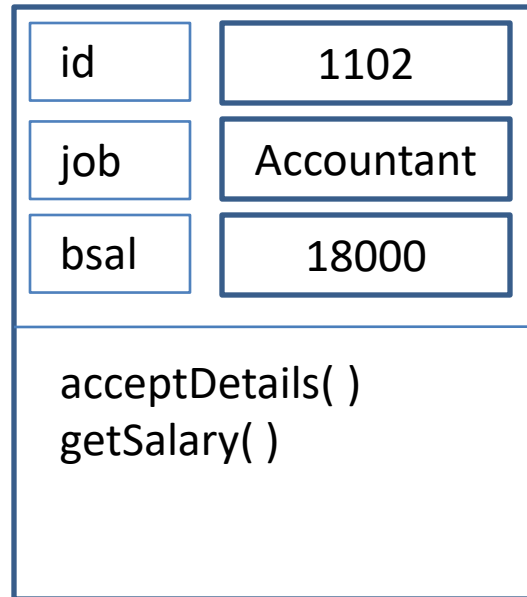 id 1102
job Accountant
bsal 18000
acceptDetails( )
getSalary( )